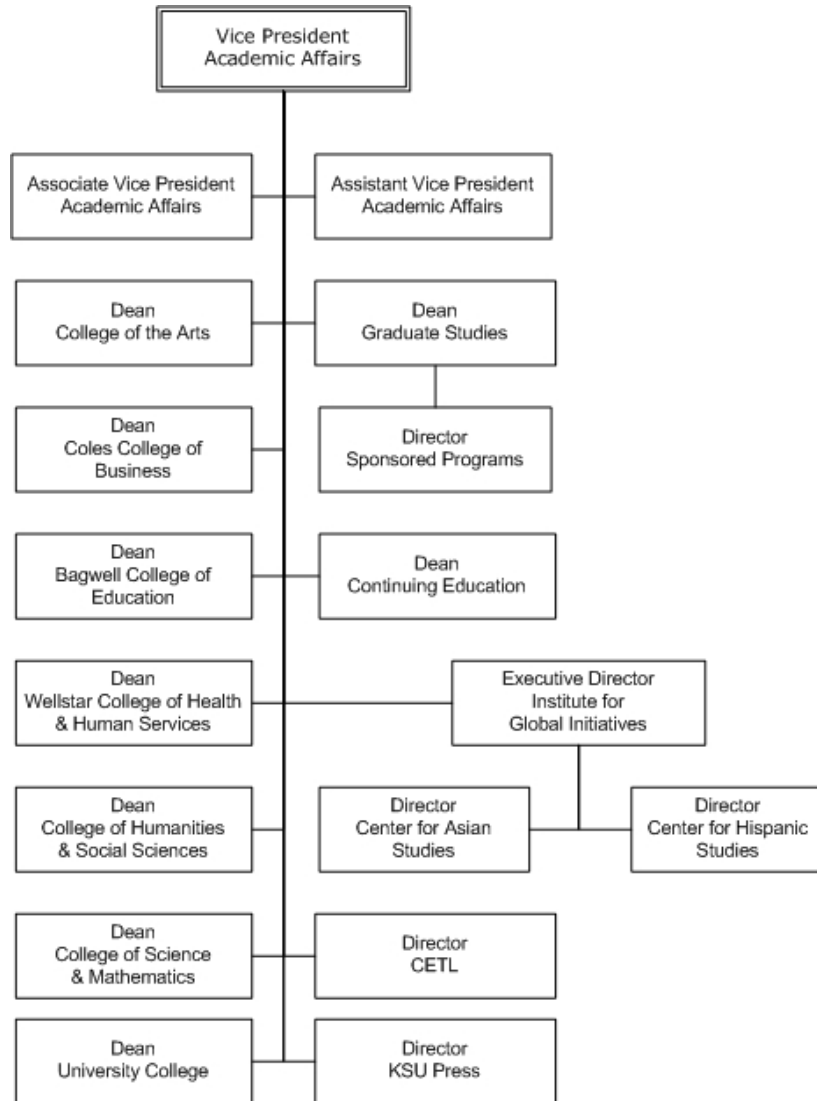 Vice President
Academic Affairs
Associate Vice President
Academic Affairs
Assistant Vice President
Academic Affairs
Dean
College of the Arts
Dean
Graduate Studies
Dean
Coles College of
Business
Director
Sponsored Programs
Dean
Bagwell College of
Education
Dean
Continuing Education
Dean
Wellstar College of Health
& Human Services
Executive Director
Institute for
Global Initiatives
Dean
College of Humanities
& Social Sciences
Director
Center for Asian
Studies
Director
Center for Hispanic
Studies
Dean
College of Science
& Mathematics
Director
CETL
Dean
University College
Director
KSU Press